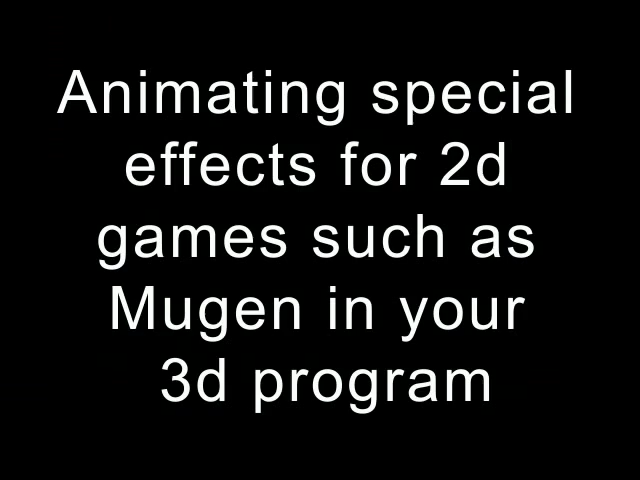 Animating special
effects for 2d
games such as
Mugen in your
3d program